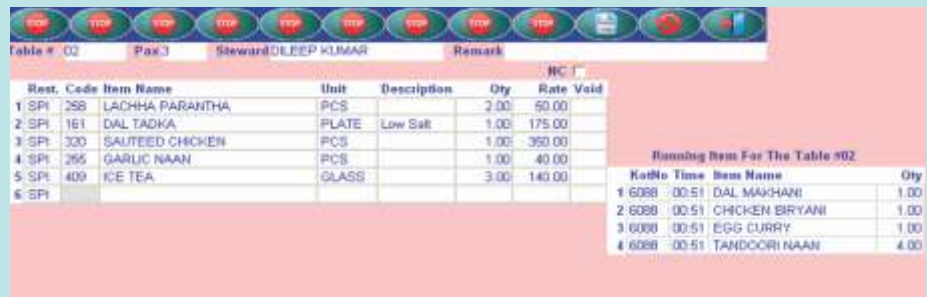 STOP STOP STOP STOP STOP STOP STOP STOP
Table # 02 Pax 3 Steward DILEEP KUMAR Remark
NC
Rest. Code Item Name Unit Description Qty Rate Void
1 SPI 258 LACHHA PARANTHA PCS 2.00 50.00
2 SPI 161 DAL TADKA PLATE Low Salt 1.00 175.00
3 SPI 320 SAUTEED CHICKEN PCS 1.00 350.00
4 SPI 255 GARLIC NAAN PCS 1.00 40.00
5 SPI 409 ICE TEA GLASS 3.00 140.00
6 SPI
Running Item For The Table #02
KotNo Time Item Name Qty
1 6088 00:51 DAL MAKHANI 1.00
2 6088 00:51 CHICKEN BIRYANI 1.00
3 6088 00:51 EGG CURRY 1.00
4 6088 00:51 TANDOORI NAAN 4.00